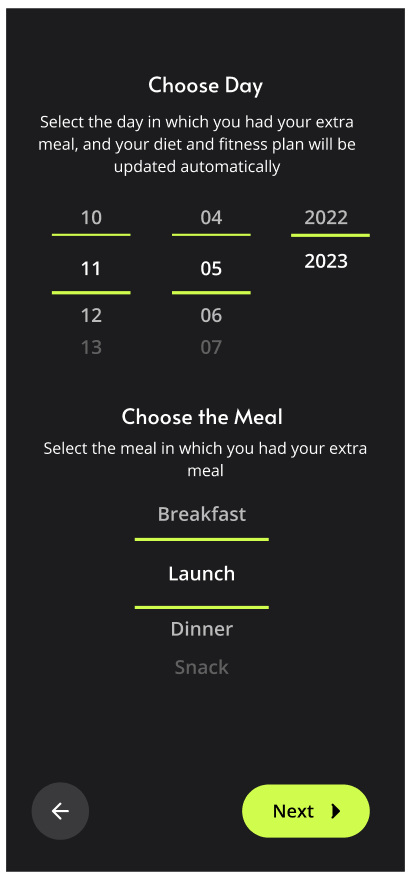 Choose Day
Select the day in which you had your extra
meal, and your diet and fitness plan will be
updated automatically
10 04 2022
11 05 2023
12 06
13 07
Choose the Meal
Select the meal in which you had your extra
meal
Breakfast
Launch
Dinner
Snack
Next